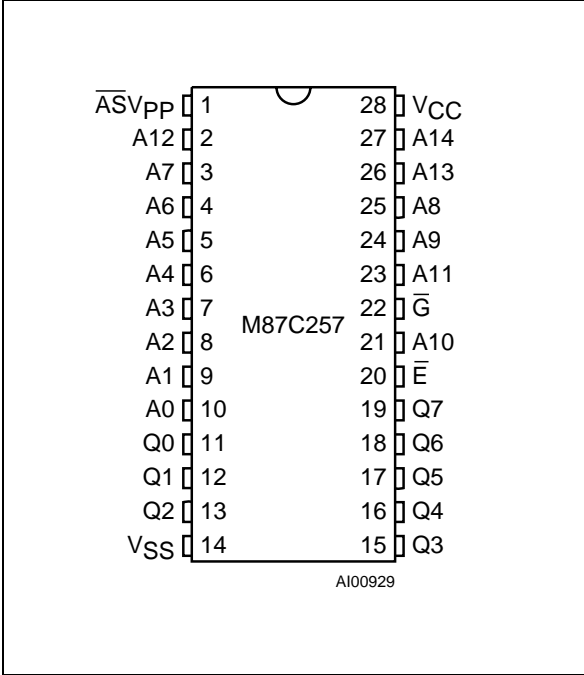 A̅S̅VPP 1 28 VCC
A12 2 27 A14
A7 3 26 A13
A6 4 25 A8
A5 5 24 A9
A4 6 23 A11
A3 7 22 G̅
M87C257
A2 8 21 A10
A1 9 20 E̅
A0 10 19 Q7
Q0 11 18 Q6
Q1 12 17 Q5
Q2 13 16 Q4
VSS 14 15 Q3
AI00929